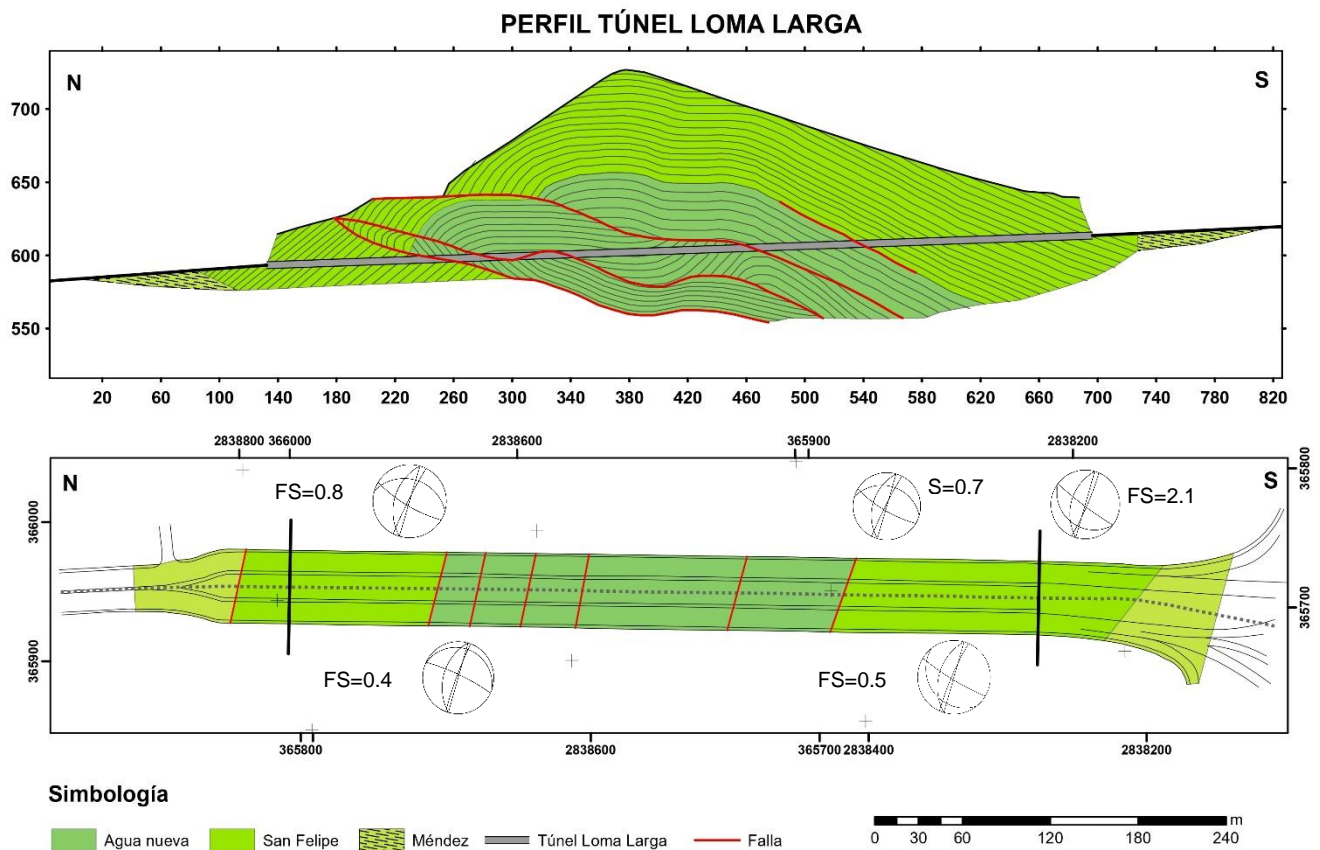 PERFIL TÚNEL LOMA LARGA
N
S
700
650
600
550
20 60 100 140 180 220 260 300 340 380 420 460 500 540 580 620 660 700 740 780 820
2838800 366000 2838600 365900 2838200
N
S
FS=0.8
S=0.7
FS=2.1
366000
365800
365700
365900
FS=0.4
FS=0.5
365800 2838600 365700 2838400 2838200
Simbología
Agua nueva San Felipe Méndez Túnel Loma Larga Falla
m
0 30 60 120 180 240